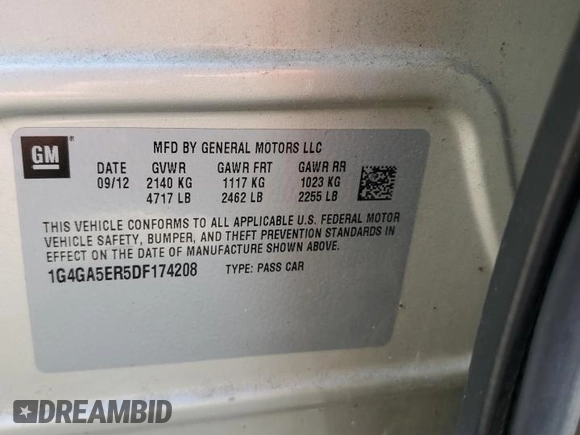 GM
MFD BY GENERAL MOTORS LLC
DATE GVWR GAWR FRT GAWR RR
09/12 2140 KG 1117 KG 1023 KG
4717 LB 2462 LB 2255 LB
THIS VEHICLE CONFORMS TO ALL APPLICABLE U.S. FEDERAL MOTOR
VEHICLE SAFETY, BUMPER, AND THEFT PREVENTION STANDARDS IN
EFFECT ON THE DATE OF MANUFACTURE SHOWN ABOVE.
1G4GA5ER5DF174208 TYPE: PASS CAR
DREAMBID